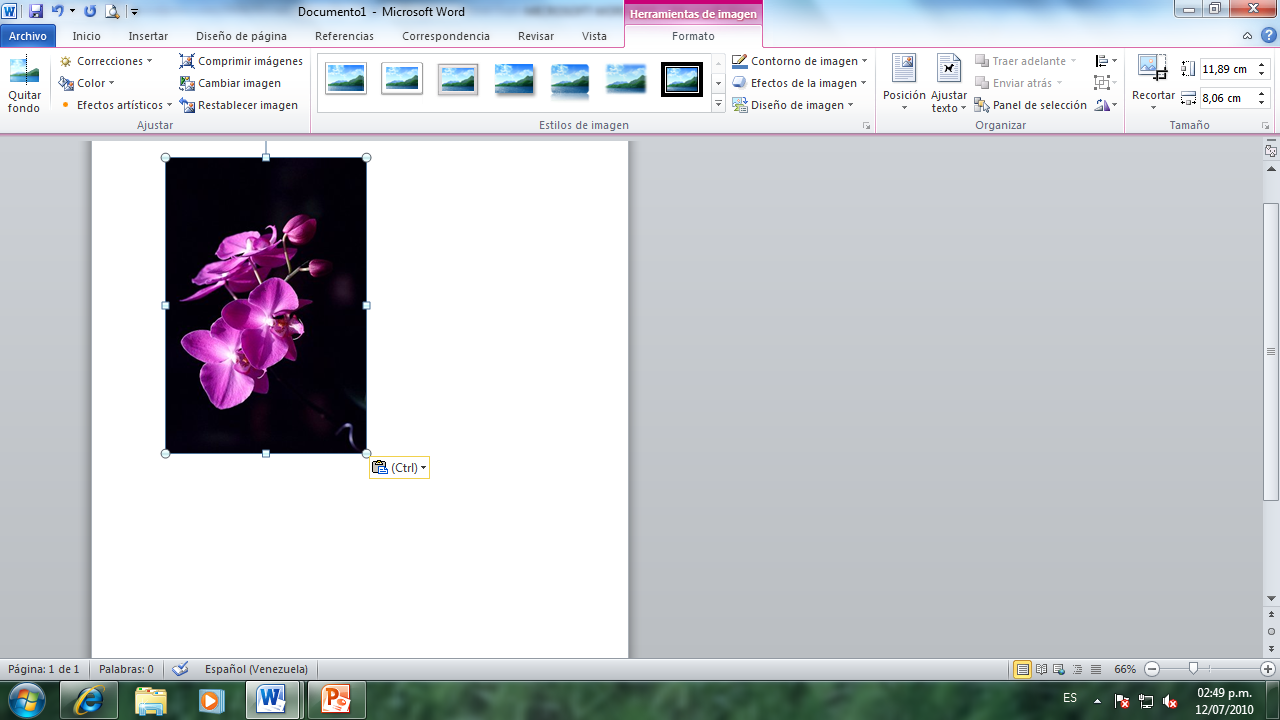 Documento1 - Microsoft Word
Herramientas de imagen
Archivo Inicio Insertar Diseño de página Referencias Correspondencia Revisar Vista Formato
Quitar fondo
Correcciones
Color
Efectos artísticos
Comprimir imágenes
Cambiar imagen
Restablecer imagen
Ajustar
Estilos de imagen
Contorno de imagen
Efectos de la imagen
Diseño de imagen
Posición
Ajustar texto
Traer adelante
Enviar atrás
Panel de selección
Organizar
Recortar
11,89 cm
8,06 cm
Tamaño
(Ctrl)
Página: 1 de 1 Palabras: 0 Español (Venezuela) 66%
ES
02:49 p.m.
12/07/2010